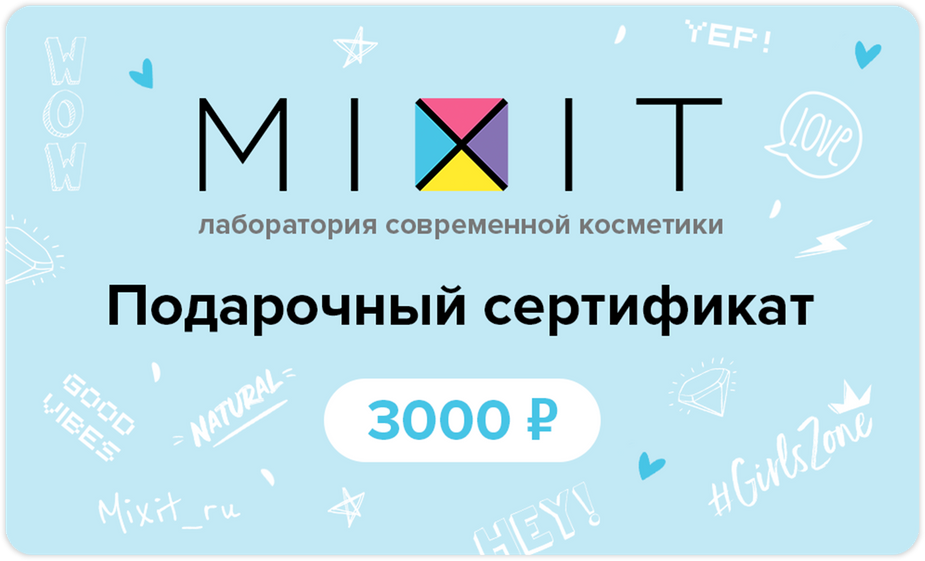 WOW
YEP!
MIXIT
LOVE
лаборатория современной косметики
Подарочный сертификат
GOOD
VIBES
NATURAL
3000 ₽
#GirlsZone
Mixit_ru
HEY!